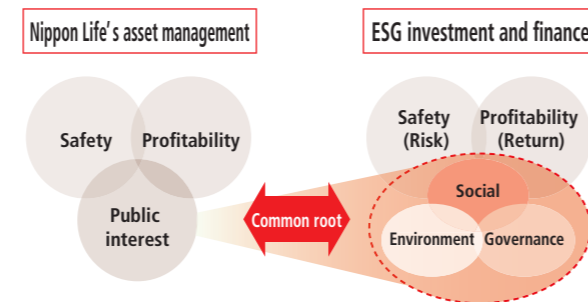 Nippon Life's asset management
Safety
Profitability
Public
interest
Common root
ESG investment and finance
Safety
(Risk)
Profitability
(Return)
Social
Environment
Governance